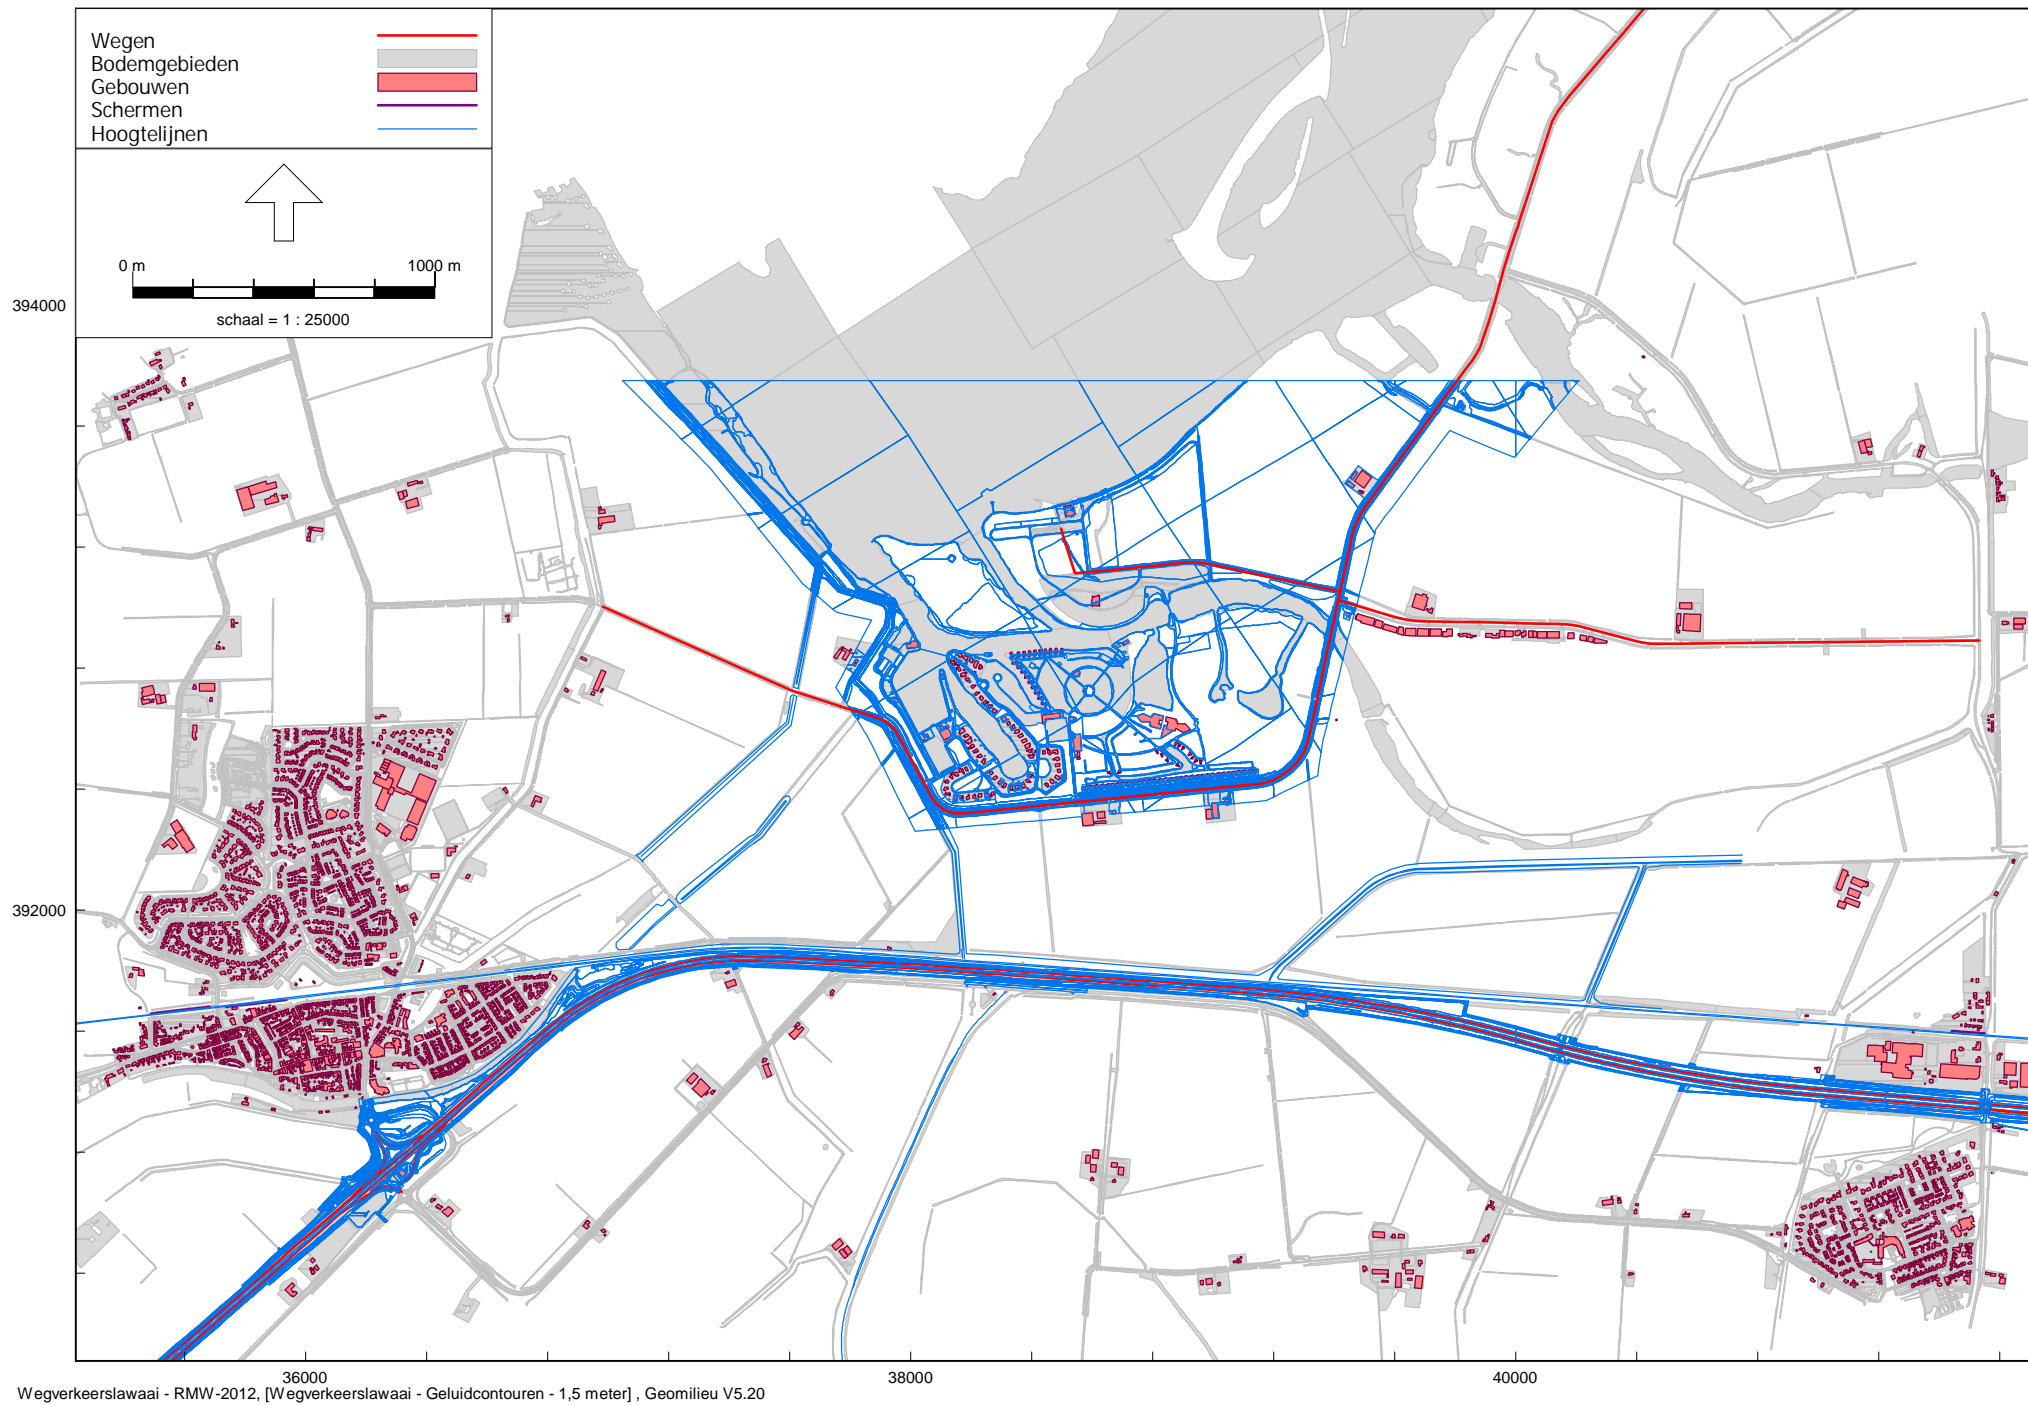 Wegen
Bodemgebieden
Gebouwen
Schermen
Hoogtelijnen
0 m 1000 m
schaal = 1 : 25000
394000
392000
36000 38000 40000
Wegverkeerslawaai - RMW-2012, [Wegverkeerslawaai - Geluidcontouren - 1,5 meter] , Geomilieu V5.20